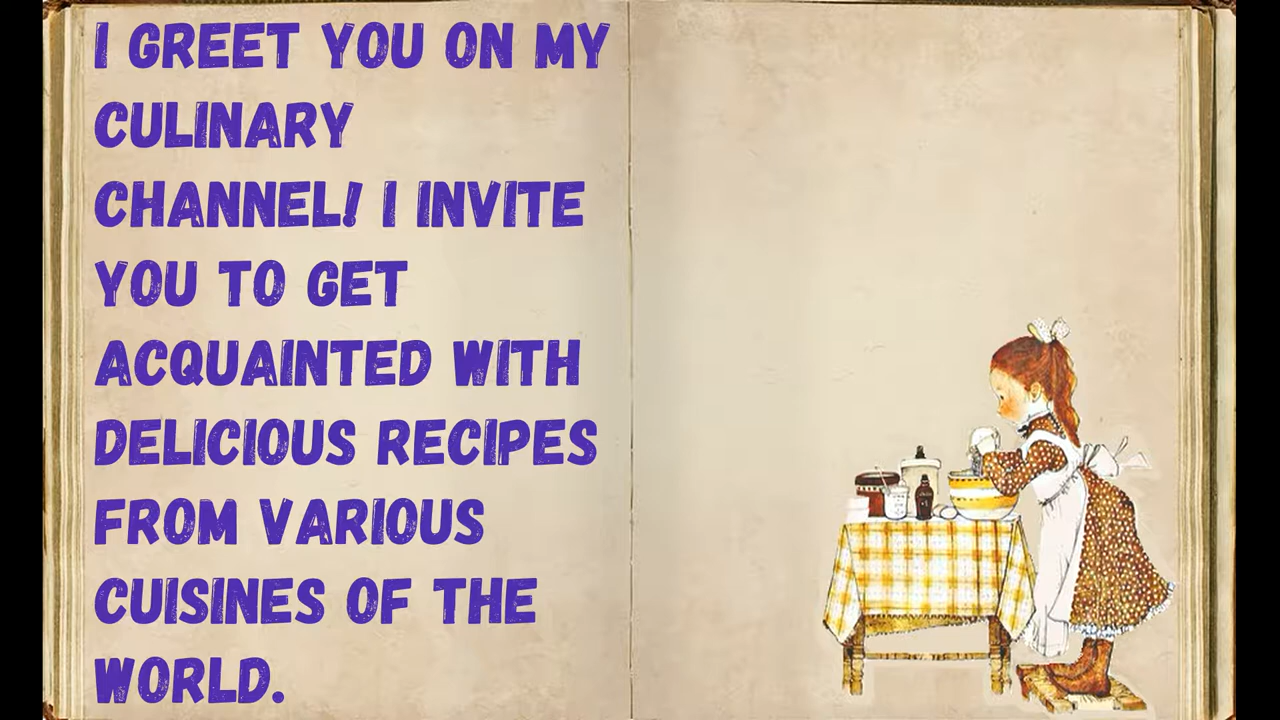 I GREET YOU ON MY
CULINARY
CHANNEL! I INVITE
YOU TO GET
ACQUAINTED WITH
DELICIOUS RECIPES
FROM VARIOUS
CUISINES OF THE
WORLD.